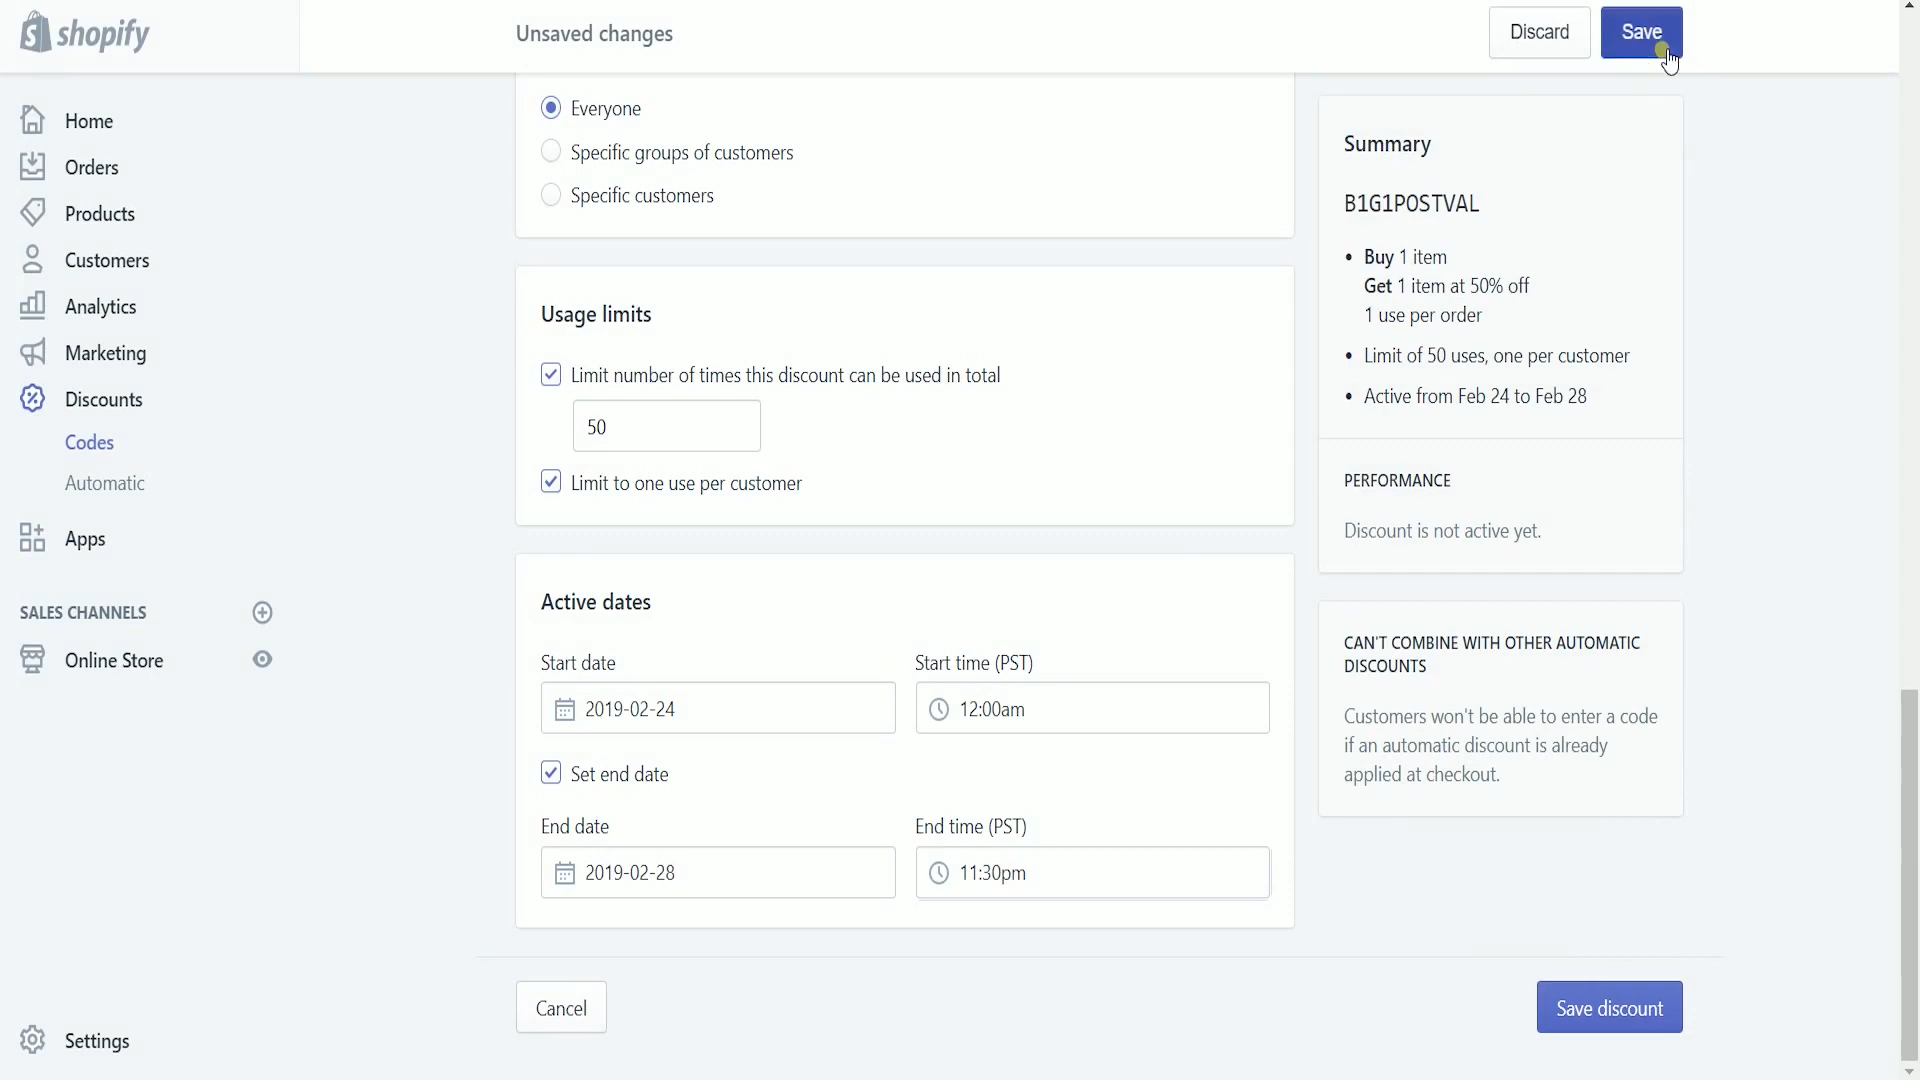 shopify
Unsaved changes
Discard
Save
Home
Orders
Products
Customers
Analytics
Marketing
Discounts
Codes
Automatic
Apps
SALES CHANNELS
Online Store
Settings
Everyone
Specific groups of customers
Specific customers
Usage limits
Limit number of times this discount can be used in total
50
Limit to one use per customer
Active dates
Start date
Start time (PST)
2019-02-24
12:00am
Set end date
End date
End time (PST)
2019-02-28
11:30pm
Cancel
Save discount
Summary
B1G1POSTVAL
• Buy 1 item
Get 1 item at 50% off
1 use per order
• Limit of 50 uses, one per customer
• Active from Feb 24 to Feb 28
PERFORMANCE
Discount is not active yet.
CAN'T COMBINE WITH OTHER AUTOMATIC
DISCOUNTS
Customers won't be able to enter a code
if an automatic discount is already
applied at checkout.